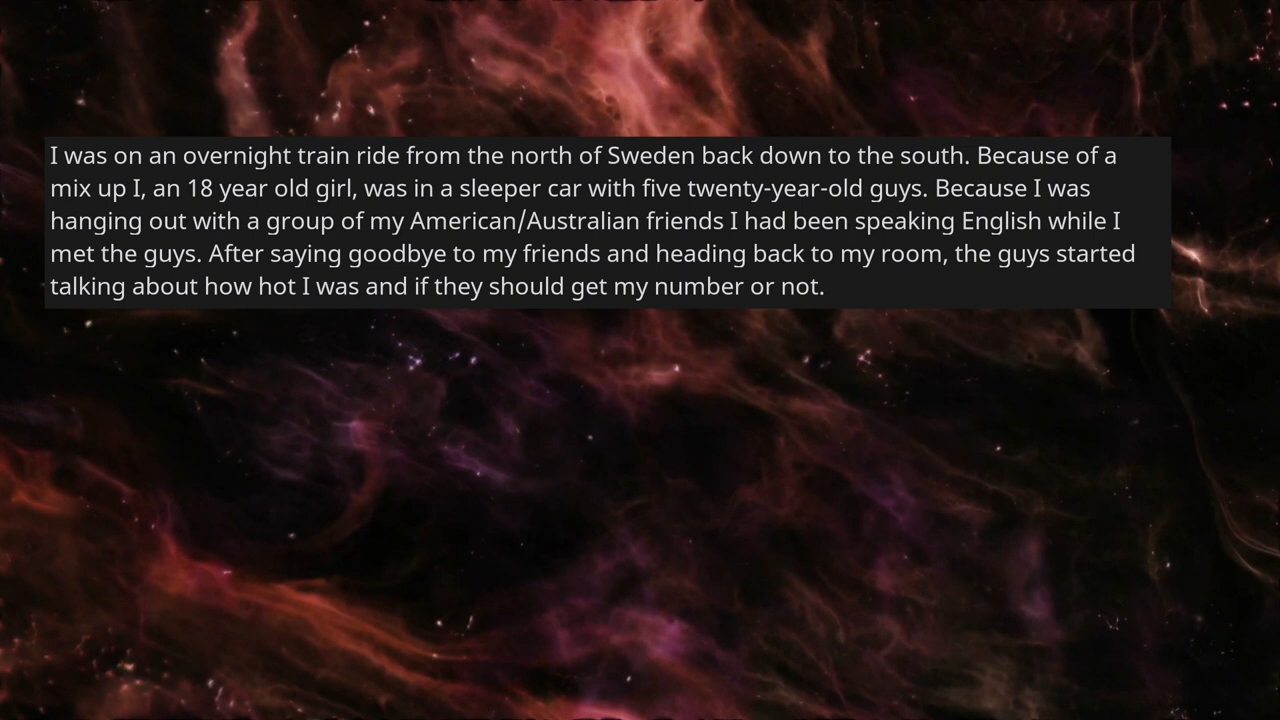 I was on an overnight train ride from the north of Sweden back down to the south. Because of a
mix up I, an 18 year old girl, was in a sleeper car with five twenty-year-old guys. Because I was
hanging out with a group of my American/Australian friends I had been speaking English while I
met the guys. After saying goodbye to my friends and heading back to my room, the guys started
talking about how hot I was and if they should get my number or not.